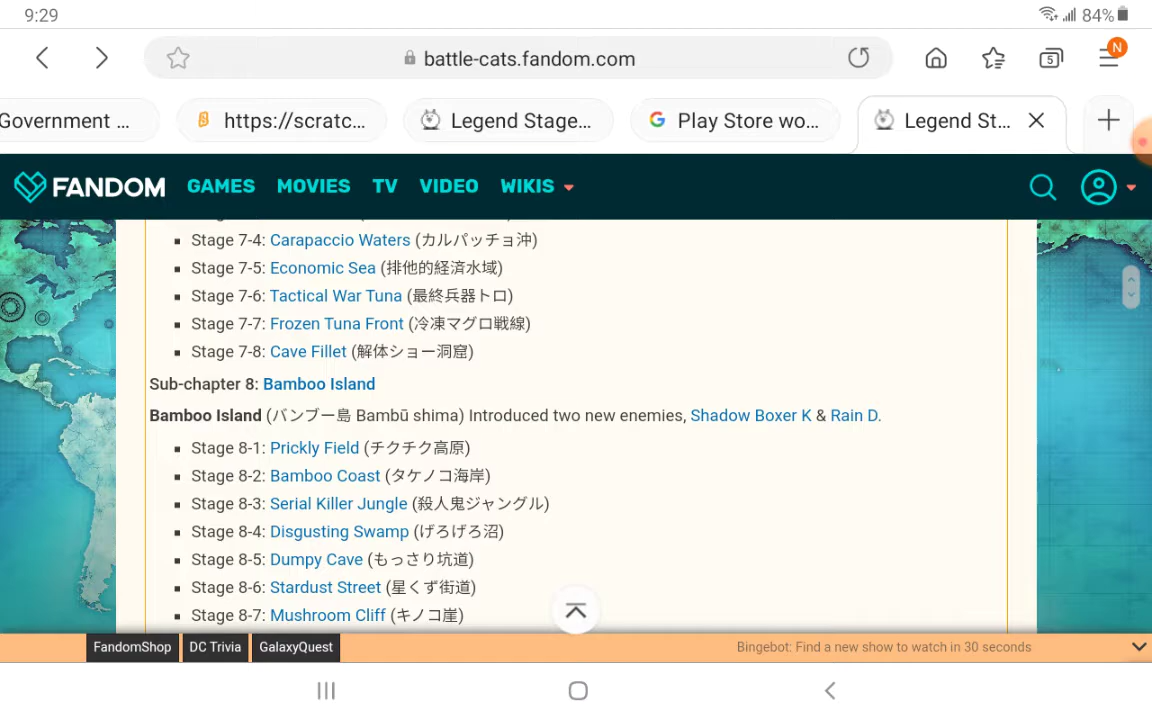 9:29
84%
battle-cats.fandom.com
5
N
Government ...
https://scratc...
Legend Stage...
G
Play Store wo...
Legend St...
FANDOM
GAMES
MOVIES
TV
VIDEO
WIKIS
Stage 7-4: Carapaccio Waters (カルパッチョ沖)
Stage 7-5: Economic Sea (排他的経済水域)
Stage 7-6: Tactical War Tuna (最終兵器トロ)
Stage 7-7: Frozen Tuna Front (冷凍マグロ戦線)
Stage 7-8: Cave Fillet (解体ショー洞窟)
Sub-chapter 8: Bamboo Island
Bamboo Island (バンブー島 Bambū shima) Introduced two new enemies, Shadow Boxer K & Rain D.
Stage 8-1: Prickly Field (チクチク高原)
Stage 8-2: Bamboo Coast (タケノコ海岸)
Stage 8-3: Serial Killer Jungle (殺人鬼ジャングル)
Stage 8-4: Disgusting Swamp (げろげろ沼)
Stage 8-5: Dumpy Cave (もっさり坑道)
Stage 8-6: Stardust Street (星くず街道)
Stage 8-7: Mushroom Cliff (キノコ崖)
FandomShop
DC Trivia
GalaxyQuest
Bingebot: Find a new show to watch in 30 seconds